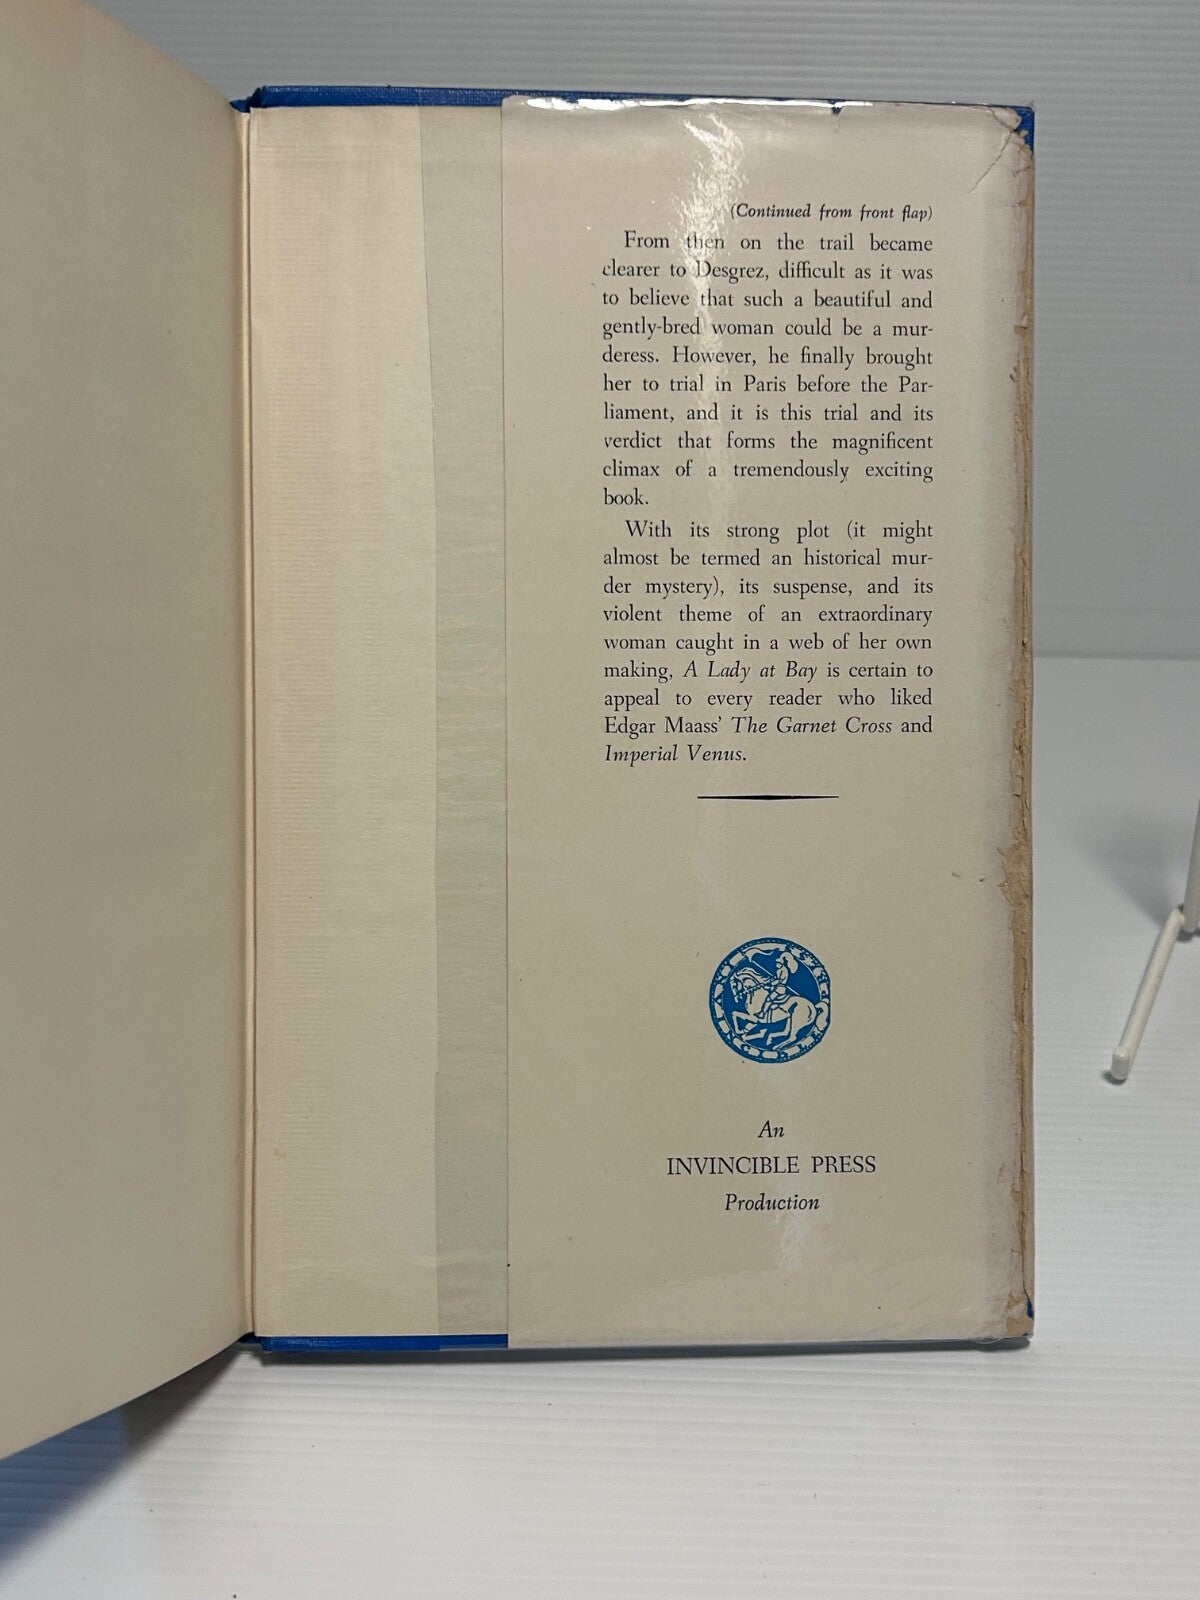 (Continued from front flap)
From then on the trail became
clearer to Desgrez, difficult as it was
to believe that such a beautiful and
gently-bred woman could be a mur-
deress. However, he finally brought
her to trial in Paris before the Par-
liament, and it is this trial and its
verdict that forms the magnificent
climax of a tremendously exciting
book.
With its strong plot (it might
almost be termed an historical mur-
der mystery), its suspense, and its
violent theme of an extraordinary
woman caught in a web of her own
making, A Lady at Bay is certain to
appeal to every reader who liked
Edgar Maass' The Garnet Cross and
Imperial Venus.
INVINCIBLE PRESS
An
INVINCIBLE PRESS
Production